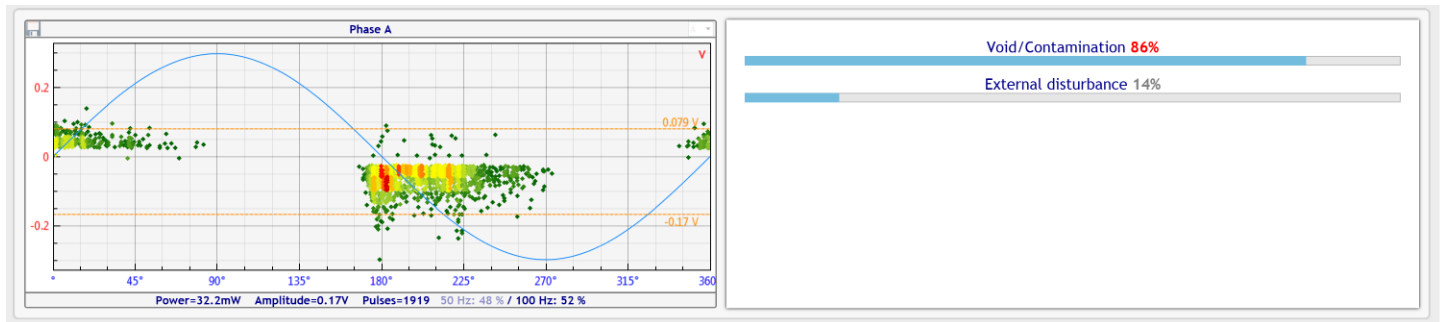 Phase A
V
0.2
0
-0.2
0.079 V
-0.17 V
° 45° 90° 135° 180° 225° 270° 315° 360
Power=32.2mW Amplitude=0.17V Pulses=1919 50 Hz: 48 % / 100 Hz: 52 %
Void/Contamination 86%
External disturbance 14%